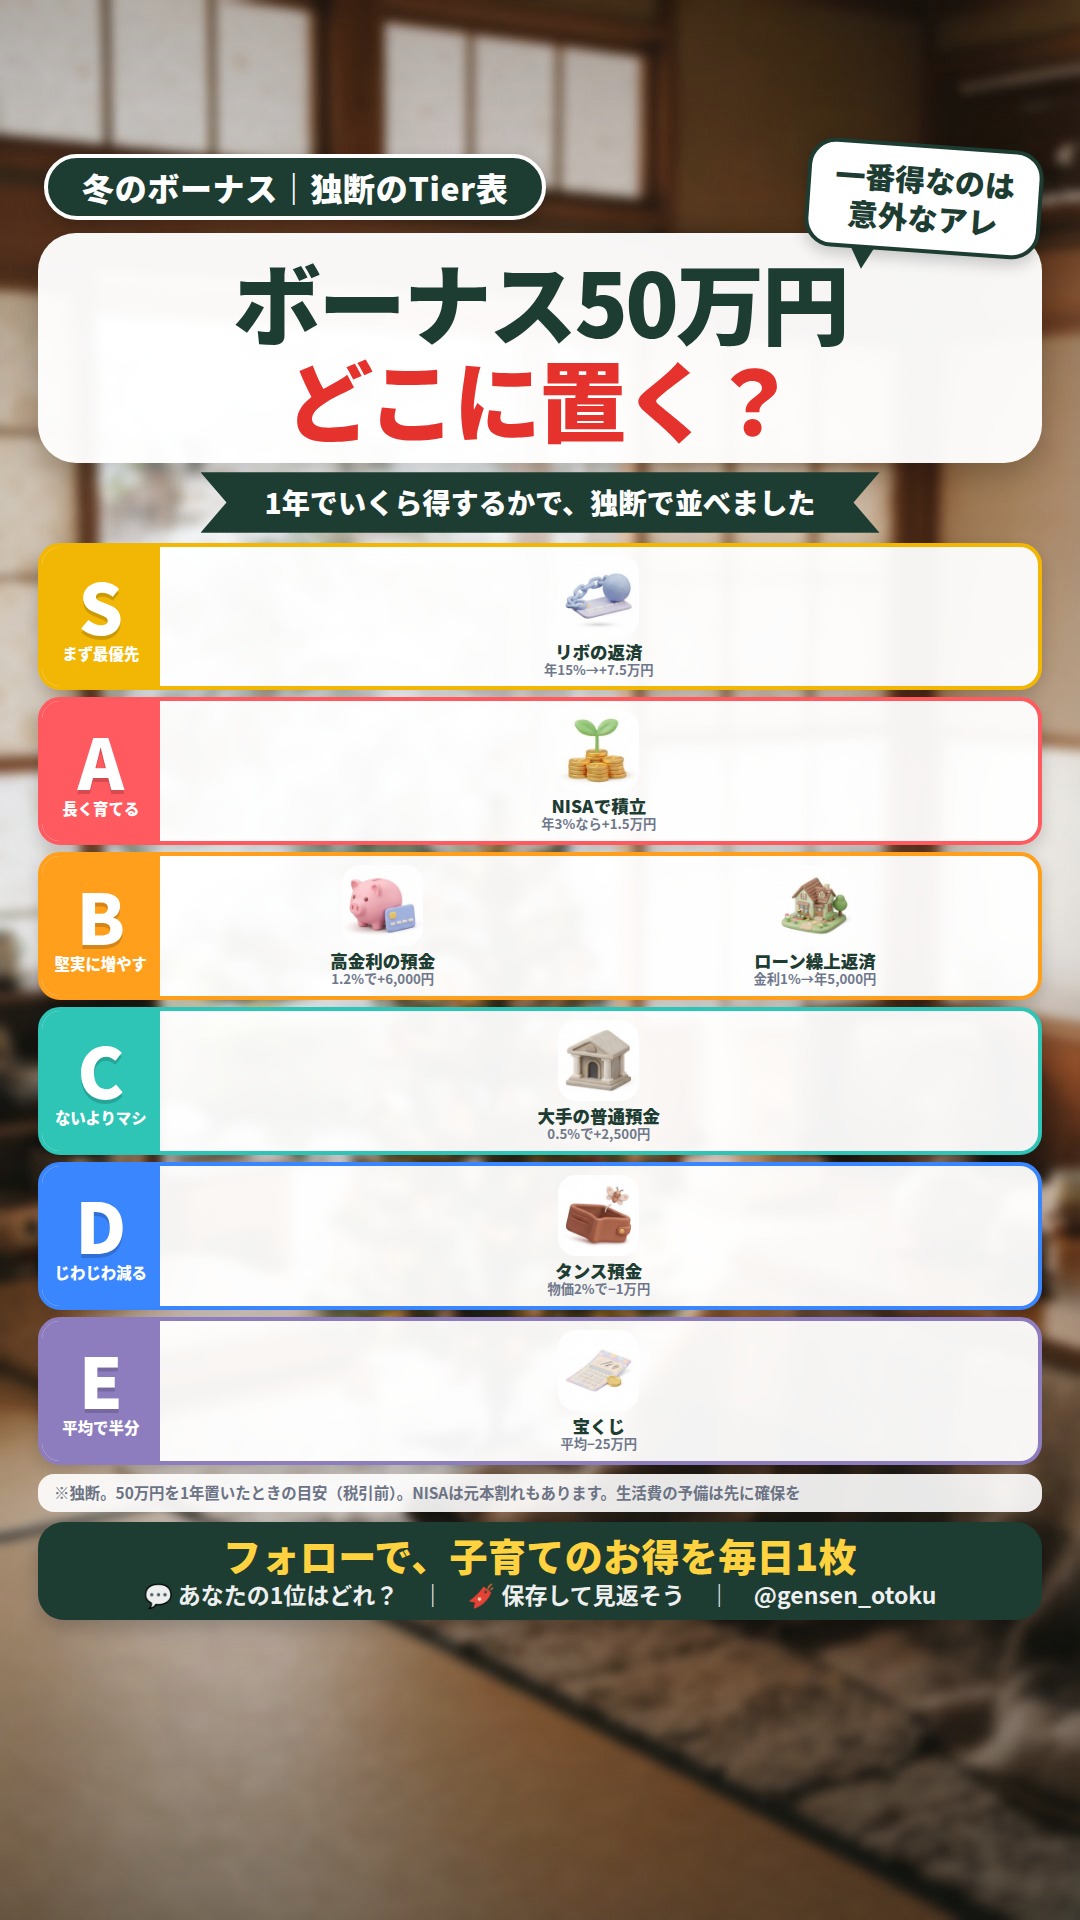 冬のボーナス｜独断のTier表
一番得なのは
意外なアレ
ボーナス50万円
どこに置く？
1年でいくら得するかで、独断で並べました
S
まず最優先
リボの返済
年15%→+7.5万円
A
長く育てる
NISAで積立
年3%なら+1.5万円
B
堅実に増やす
高金利の預金
1.2%で+6,000円
ローン繰上返済
金利1%→年5,000円
C
ないよりマシ
大手の普通預金
0.5%で+2,500円
D
じわじわ減る
タンス預金
物価2%で−1万円
E
平均で半分
宝くじ
平均−25万円
※独断。50万円を1年置いたときの目安（税引前）。NISAは元本割れもあります。生活費の予備は先に確保を
フォローで、子育てのお得を毎日1枚
💬 あなたの1位はどれ？ ｜ 🔖 保存して見返そう ｜ @gensen_otoku